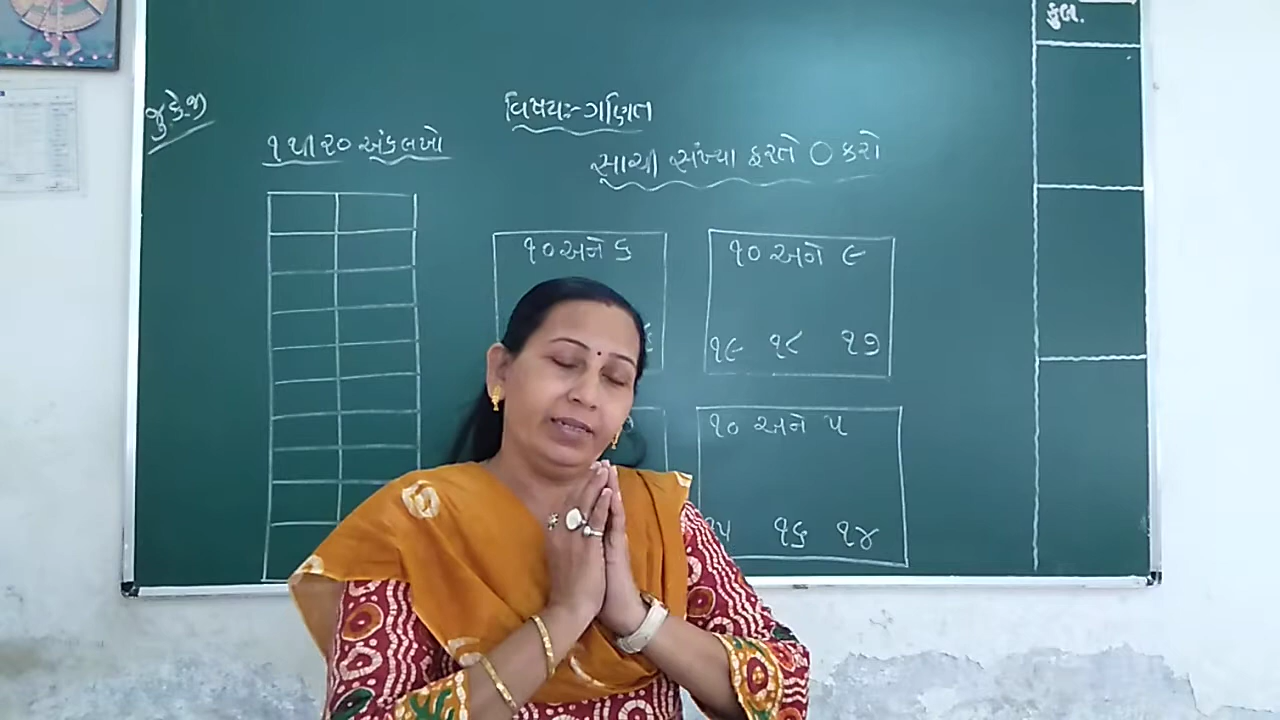 કુલ.
જુ.કે.જી
વિષયઃ- ગણિત
૧ થી ૨૦ અંક લખો
સાચી સંખ્યા ફરતે ○ કરો
૧૦ અને ૬
૧૦ અને ૯
૧૯ ૧૮ ૧૭
૧૦ અને ૫
૧૫ ૧૬ ૧૪